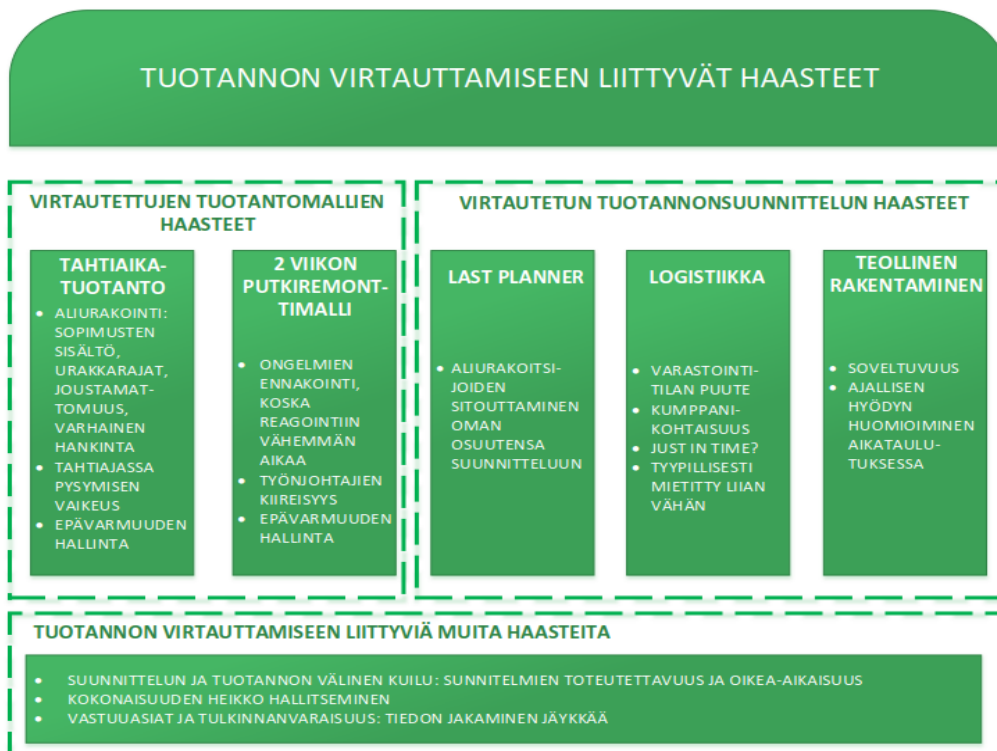 TUOTANNON VIRTAUTTAMISEEN LIITTYVÄT HAASTEET
VIRTAUTETTUJEN TUOTANTOMALLIEN
HAASTEET
TAHTIAIKA-
TUOTANTO
• ALIURAKOINTI:
SOPIMUSTEN
SISÄLTÖ,
URAKKARAJAT,
JOUSTAMAT-
TOMUUS,
VARHAINEN
HANKINTA
• TAHTIAJASSA
PYSYMISEN
VAIKEUS
• EPÄVARMUUDEN
HALLINTA
2 VIIKON
PUTKIREMONT-
TIMALLI
• ONGELMIEN
ENNAKOINTI,
KOSKA
REAGOINTIIN
VÄHEMMÄN
AIKAA
• TYÖNJOHTAJIEN
KIIREISYYS
• EPÄVARMUUDEN
HALLINTA
VIRTAUTETUN TUOTANNONSUUNNITTELUN HAASTEET
LAST PLANNER
• ALIURAKOITSI-
JOIDEN
SITOUTTAMINEN
OMAN
OSUUTENSA
SUUNNITTELUUN
LOGISTIIKKA
• VARASTOINTI-
TILAN PUUTE
• KUMPPANI-
KOHTAISUUS
• JUST IN TIME?
• TYYPILLISESTI
MIETITTY LIIAN
VÄHÄN
TEOLLINEN
RAKENTAMINEN
• SOVELTUVUUS
• AJALLISEN
HYÖDYN
HUOMIOIMINEN
AIKATAULU-
TUKSESSA
TUOTANNON VIRTAUTTAMISEEN LIITTYVIÄ MUITA HAASTEITA
• SUUNNITTELUN JA TUOTANNON VÄLINEN KUILU: SUNNITELMIEN TOTEUTETTAVUUS JA OIKEA-AIKAISUUS
• KOKONAISUUDEN HEIKKO HALLITSEMINEN
• VASTUUASIAT JA TULKINNANVARAISUUS: TIEDON JAKAMINEN JÄYKKÄÄ